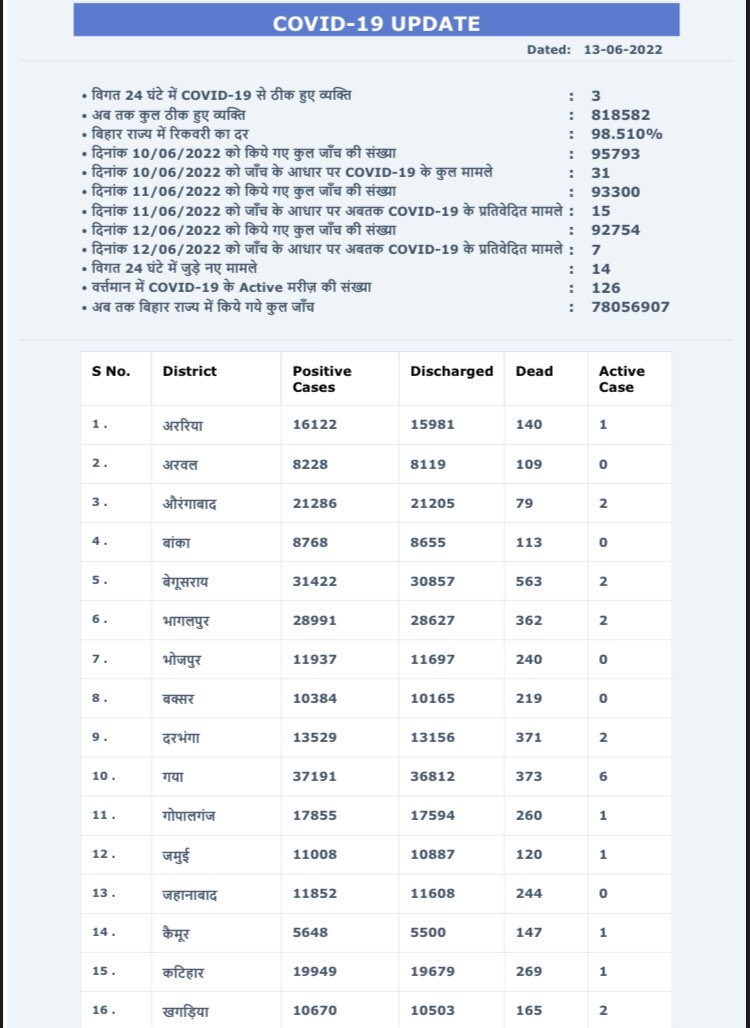 COVID-19 UPDATE
Dated: 13-06-2022
• विगत 24 घंटे में COVID-19 से ठीक हुए व्यक्ति : 3
• अब तक कुल ठीक हुए व्यक्ति : 818582
• बिहार राज्य में रिकवरी का दर : 98.510%
• दिनांक 10/06/2022 को किये गए कुल जाँच की संख्या : 95793
• दिनांक 10/06/2022 को जाँच के आधार पर COVID-19 के कुल मामले : 31
• दिनांक 11/06/2022 को किये गए कुल जाँच की संख्या : 93300
• दिनांक 11/06/2022 को जाँच के आधार पर अबतक COVID-19 के प्रतिवेदित मामले : 15
• दिनांक 12/06/2022 को किये गए कुल जाँच की संख्या : 92754
• दिनांक 12/06/2022 को जाँच के आधार पर अबतक COVID-19 के प्रतिवेदित मामले : 7
• विगत 24 घंटे में जुड़े नए मामले : 14
• वर्त्तमान में COVID-19 के Active मरीज़ की संख्या : 126
• अब तक बिहार राज्य में किये गये कुल जाँच : 78056907
S No. District Positive Cases Discharged Dead Active Case
1 . अररिया 16122 15981 140 1
2 . अरवल 8228 8119 109 0
3 . औरंगाबाद 21286 21205 79 2
4 . बांका 8768 8655 113 0
5 . बेगूसराय 31422 30857 563 2
6 . भागलपुर 28991 28627 362 2
7 . भोजपुर 11937 11697 240 0
8 . बक्सर 10384 10165 219 0
9 . दरभंगा 13529 13156 371 2
10 . गया 37191 36812 373 6
11 . गोपालगंज 17855 17594 260 1
12 . जमुई 11008 10887 120 1
13 . जहानाबाद 11852 11608 244 0
14 . कैमूर 5648 5500 147 1
15 . कटिहार 19949 19679 269 1
16 . खगड़िया 10670 10503 165 2